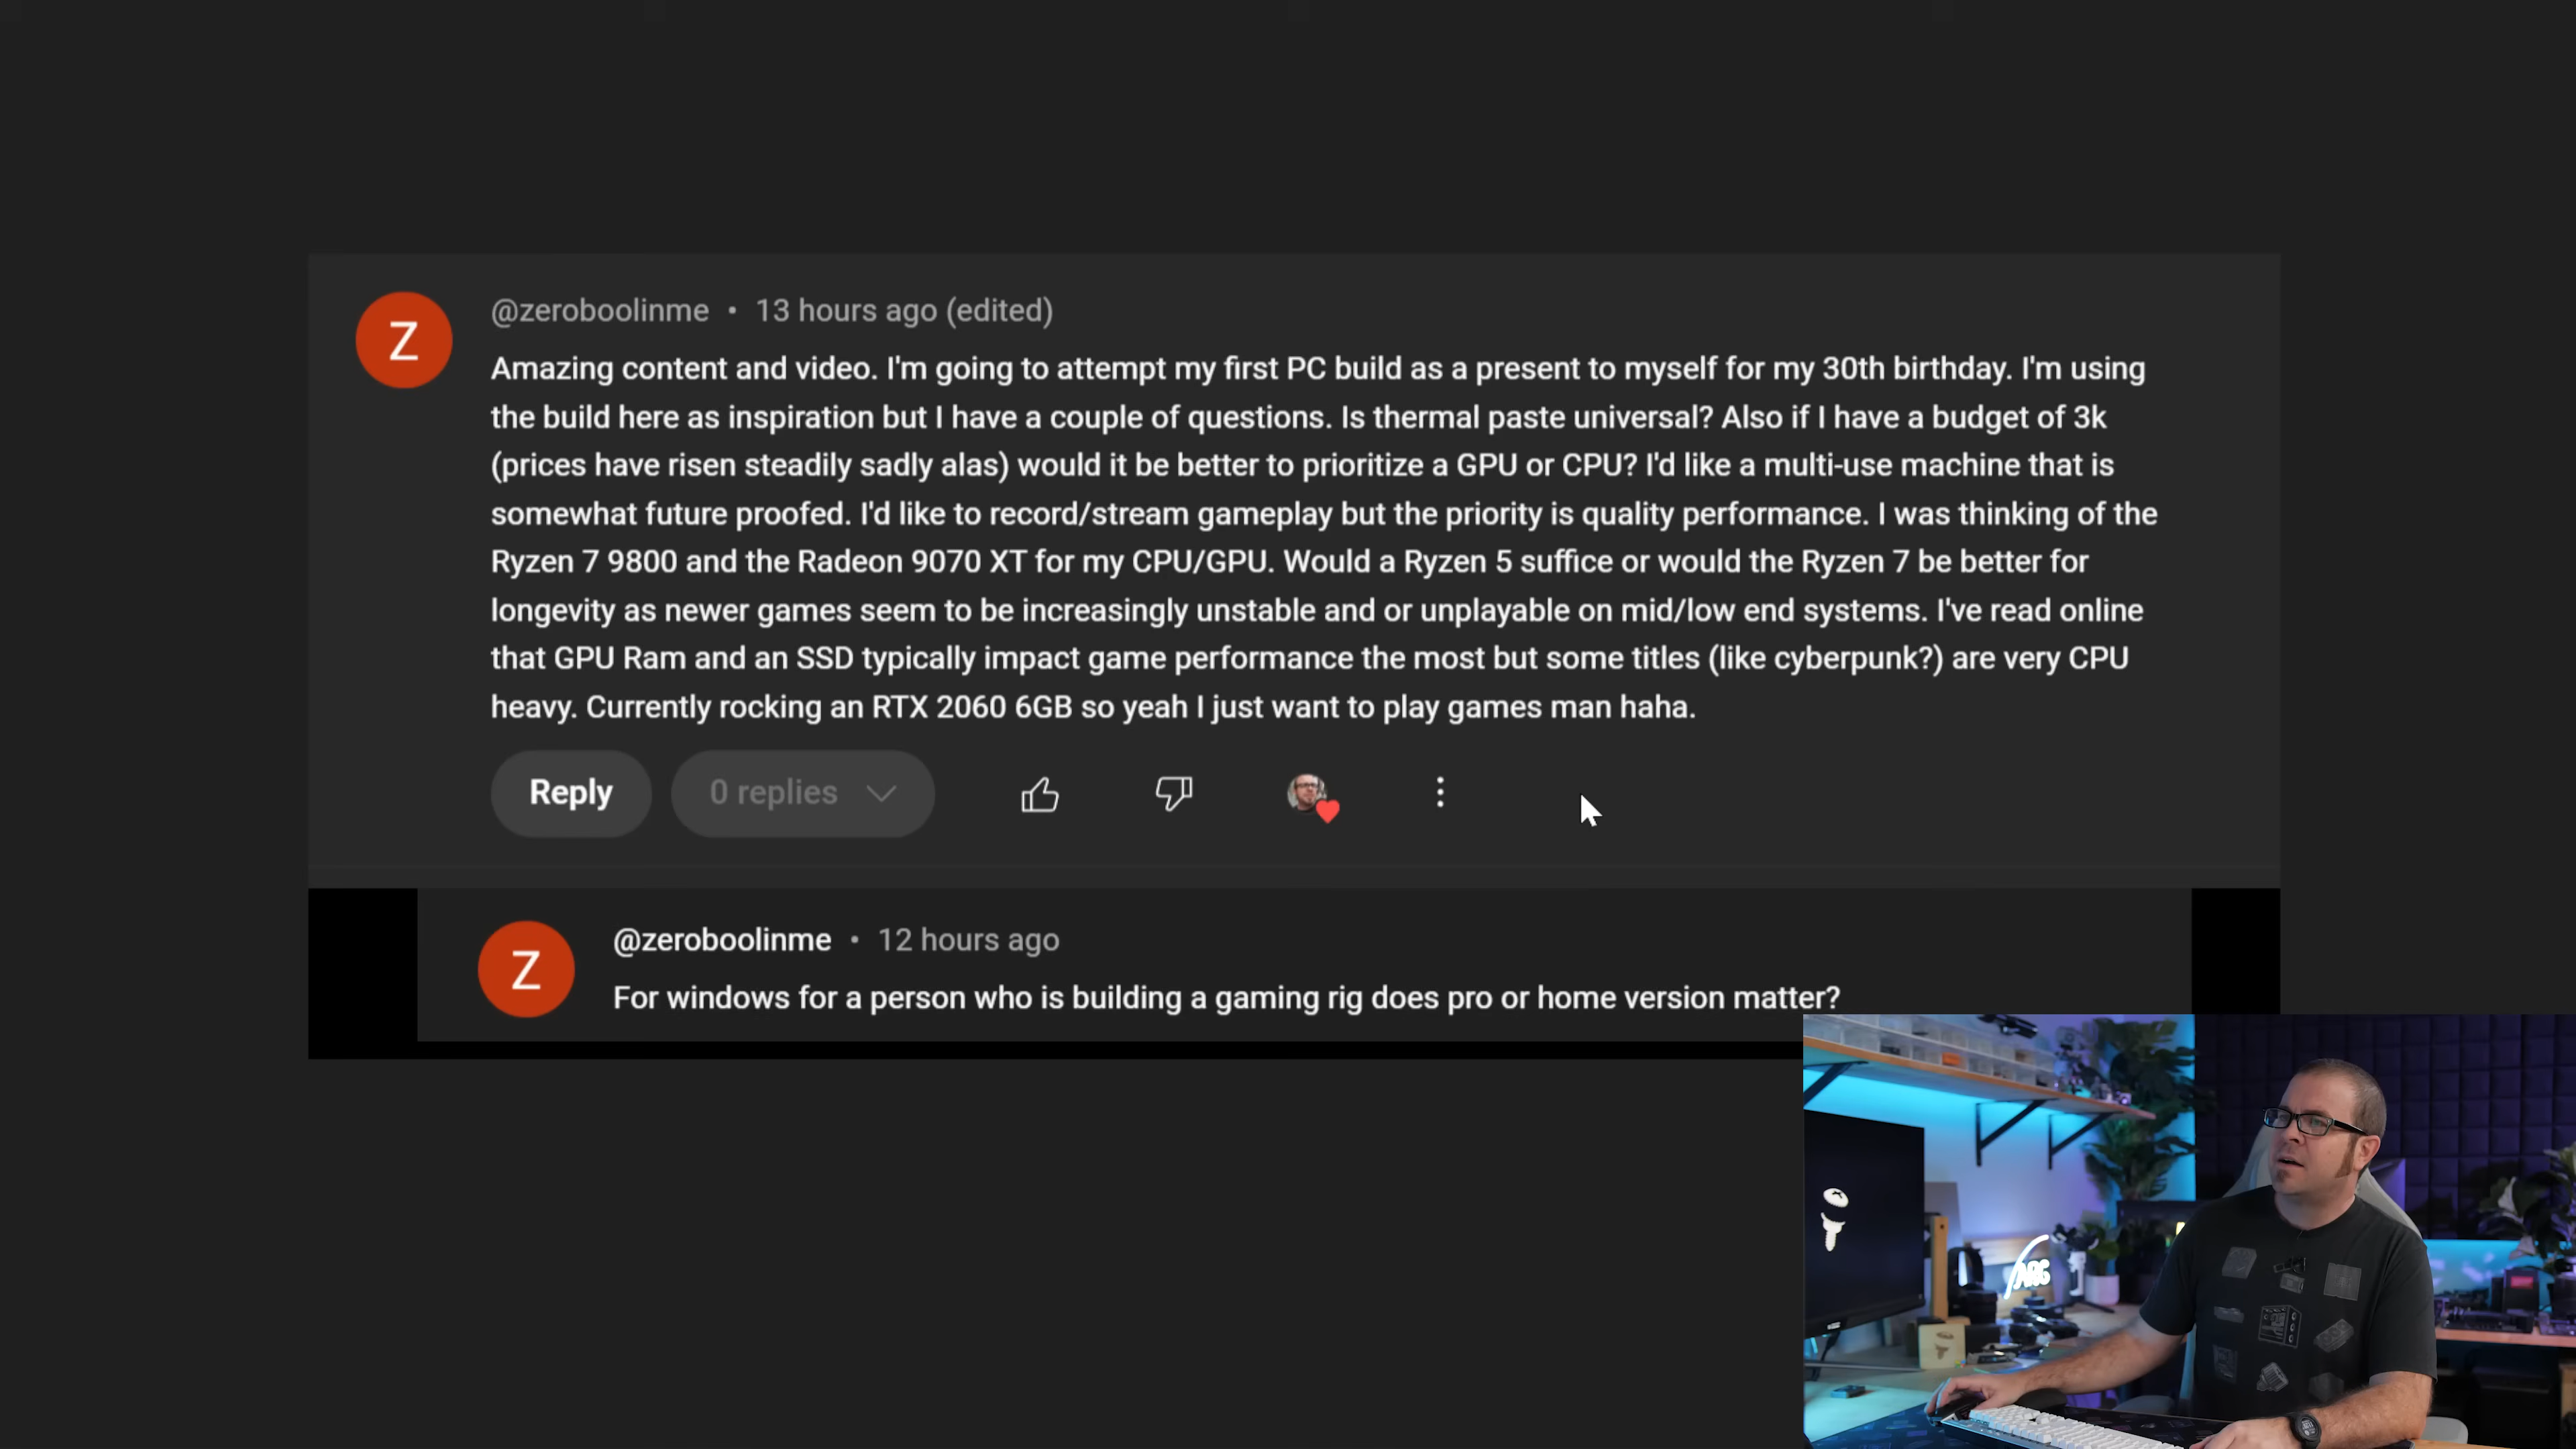 @zeroboolinme • 13 hours ago (edited)
Z
Amazing content and video. I'm going to attempt my first PC build as a present to myself for my 30th birthday. I'm using
the build here as inspiration but I have a couple of questions. Is thermal paste universal? Also if I have a budget of 3k
(prices have risen steadily sadly alas) would it be better to prioritize a GPU or CPU? I'd like a multi-use machine that is
somewhat future proofed. I'd like to record/stream gameplay but the priority is quality performance. I was thinking of the
Ryzen 7 9800 and the Radeon 9070 XT for my CPU/GPU. Would a Ryzen 5 suffice or would the Ryzen 7 be better for
longevity as newer games seem to be increasingly unstable and or unplayable on mid/low end systems. I've read online
that GPU Ram and an SSD typically impact game performance the most but some titles (like cyberpunk?) are very CPU
heavy. Currently rocking an RTX 2060 6GB so yeah I just want to play games man haha.
Reply 0 replies
@zeroboolinme • 12 hours ago
Z
For windows for a person who is building a gaming rig does pro or home version matter?